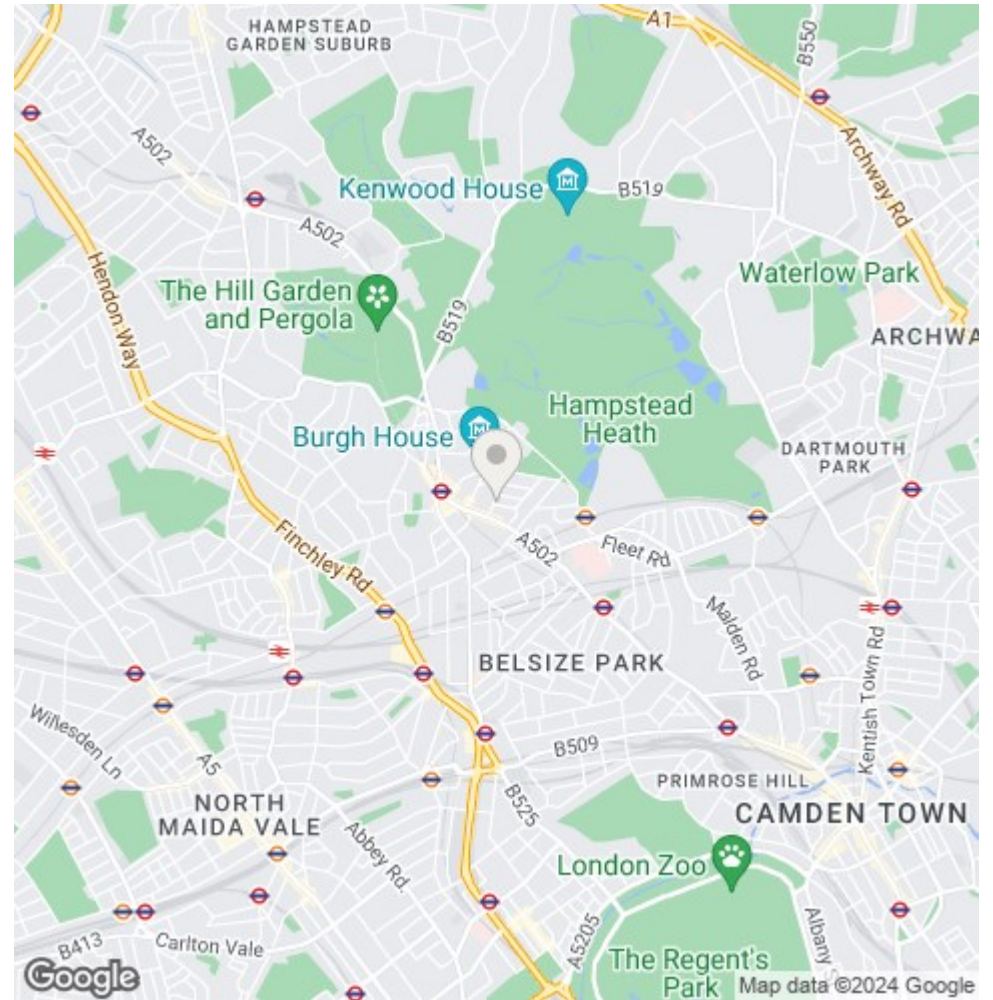 HAMPSTEAD
GARDEN SUBURB
A1
B550
A502
Kenwood House
B519
Archway Rd
A502
Hendon Way
The Hill Garden
and Pergola
B519
Waterlow Park
ARCHWA
Burgh House
Hampstead
Heath
DARTMOUTH
PARK
Finchley Rd
A502
Fleet Rd
Malden Rd
BELSIZE PARK
Kentish Town Rd
Willesden Ln
A5
B509
PRIMROSE HILL
NORTH
MAIDA VALE
B525
CAMDEN TOWN
Abbey Rd
London Zoo
A5205
Albany S
B413
Carlton Vale
The Regent's
Park
Google
Map data ©2024 Google